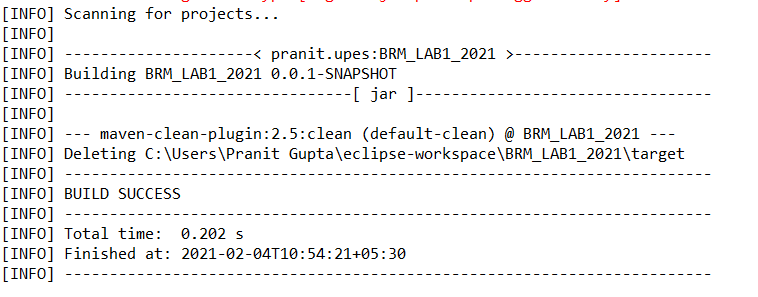 [INFO] Scanning for projects...
[INFO]
[INFO] ---------------------< pranit.upes:BRM_LAB1_2021 >----------------------
[INFO] Building BRM_LAB1_2021 0.0.1-SNAPSHOT
[INFO] --------------------------------[ jar ]---------------------------------
[INFO]
[INFO] --- maven-clean-plugin:2.5:clean (default-clean) @ BRM_LAB1_2021 ---
[INFO] Deleting C:\Users\Pranit Gupta\eclipse-workspace\BRM_LAB1_2021\target
[INFO] ------------------------------------------------------------------------
[INFO] BUILD SUCCESS
[INFO] ------------------------------------------------------------------------
[INFO] Total time:  0.202 s
[INFO] Finished at: 2021-02-04T10:54:21+05:30
[INFO] ------------------------------------------------------------------------